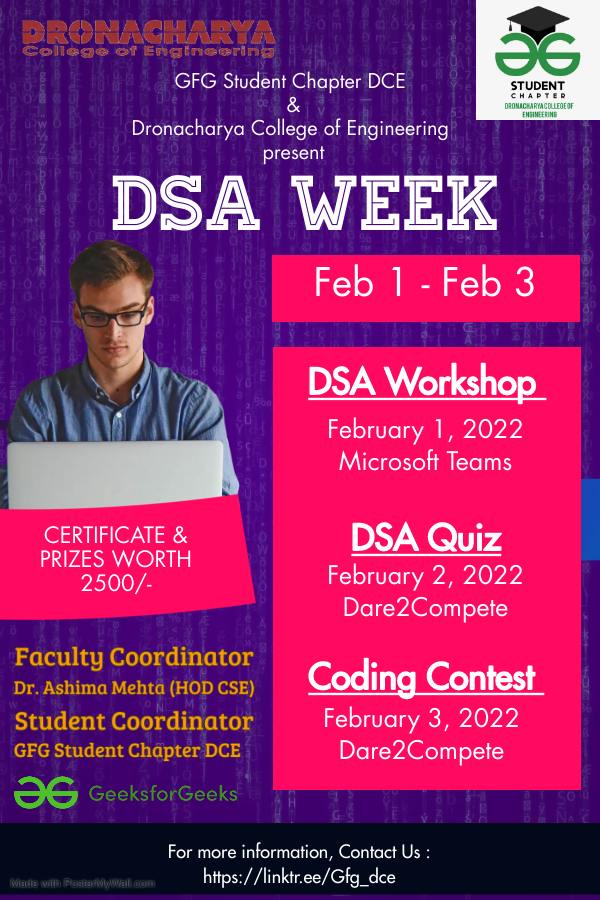 DRONACHARYA
College of Engineering
STUDENT
CHAPTER
DRONACHARYA COLLEGE OF
ENGINEERING
GFG Student Chapter DCE
&
Dronacharya College of Engineering
present
DSA WEEK
Feb 1 - Feb 3
DSA Workshop
February 1, 2022
Microsoft Teams
DSA Quiz
February 2, 2022
Dare2Compete
Coding Contest
February 3, 2022
Dare2Compete
CERTIFICATE &
PRIZES WORTH
2500/-
Faculty Coordinator
Dr. Ashima Mehta (HOD CSE)
Student Coordinator
GFG Student Chapter DCE
GeeksforGeeks
For more information, Contact Us :
https://linktr.ee/Gfg_dce
Made with PosterMyWall.com